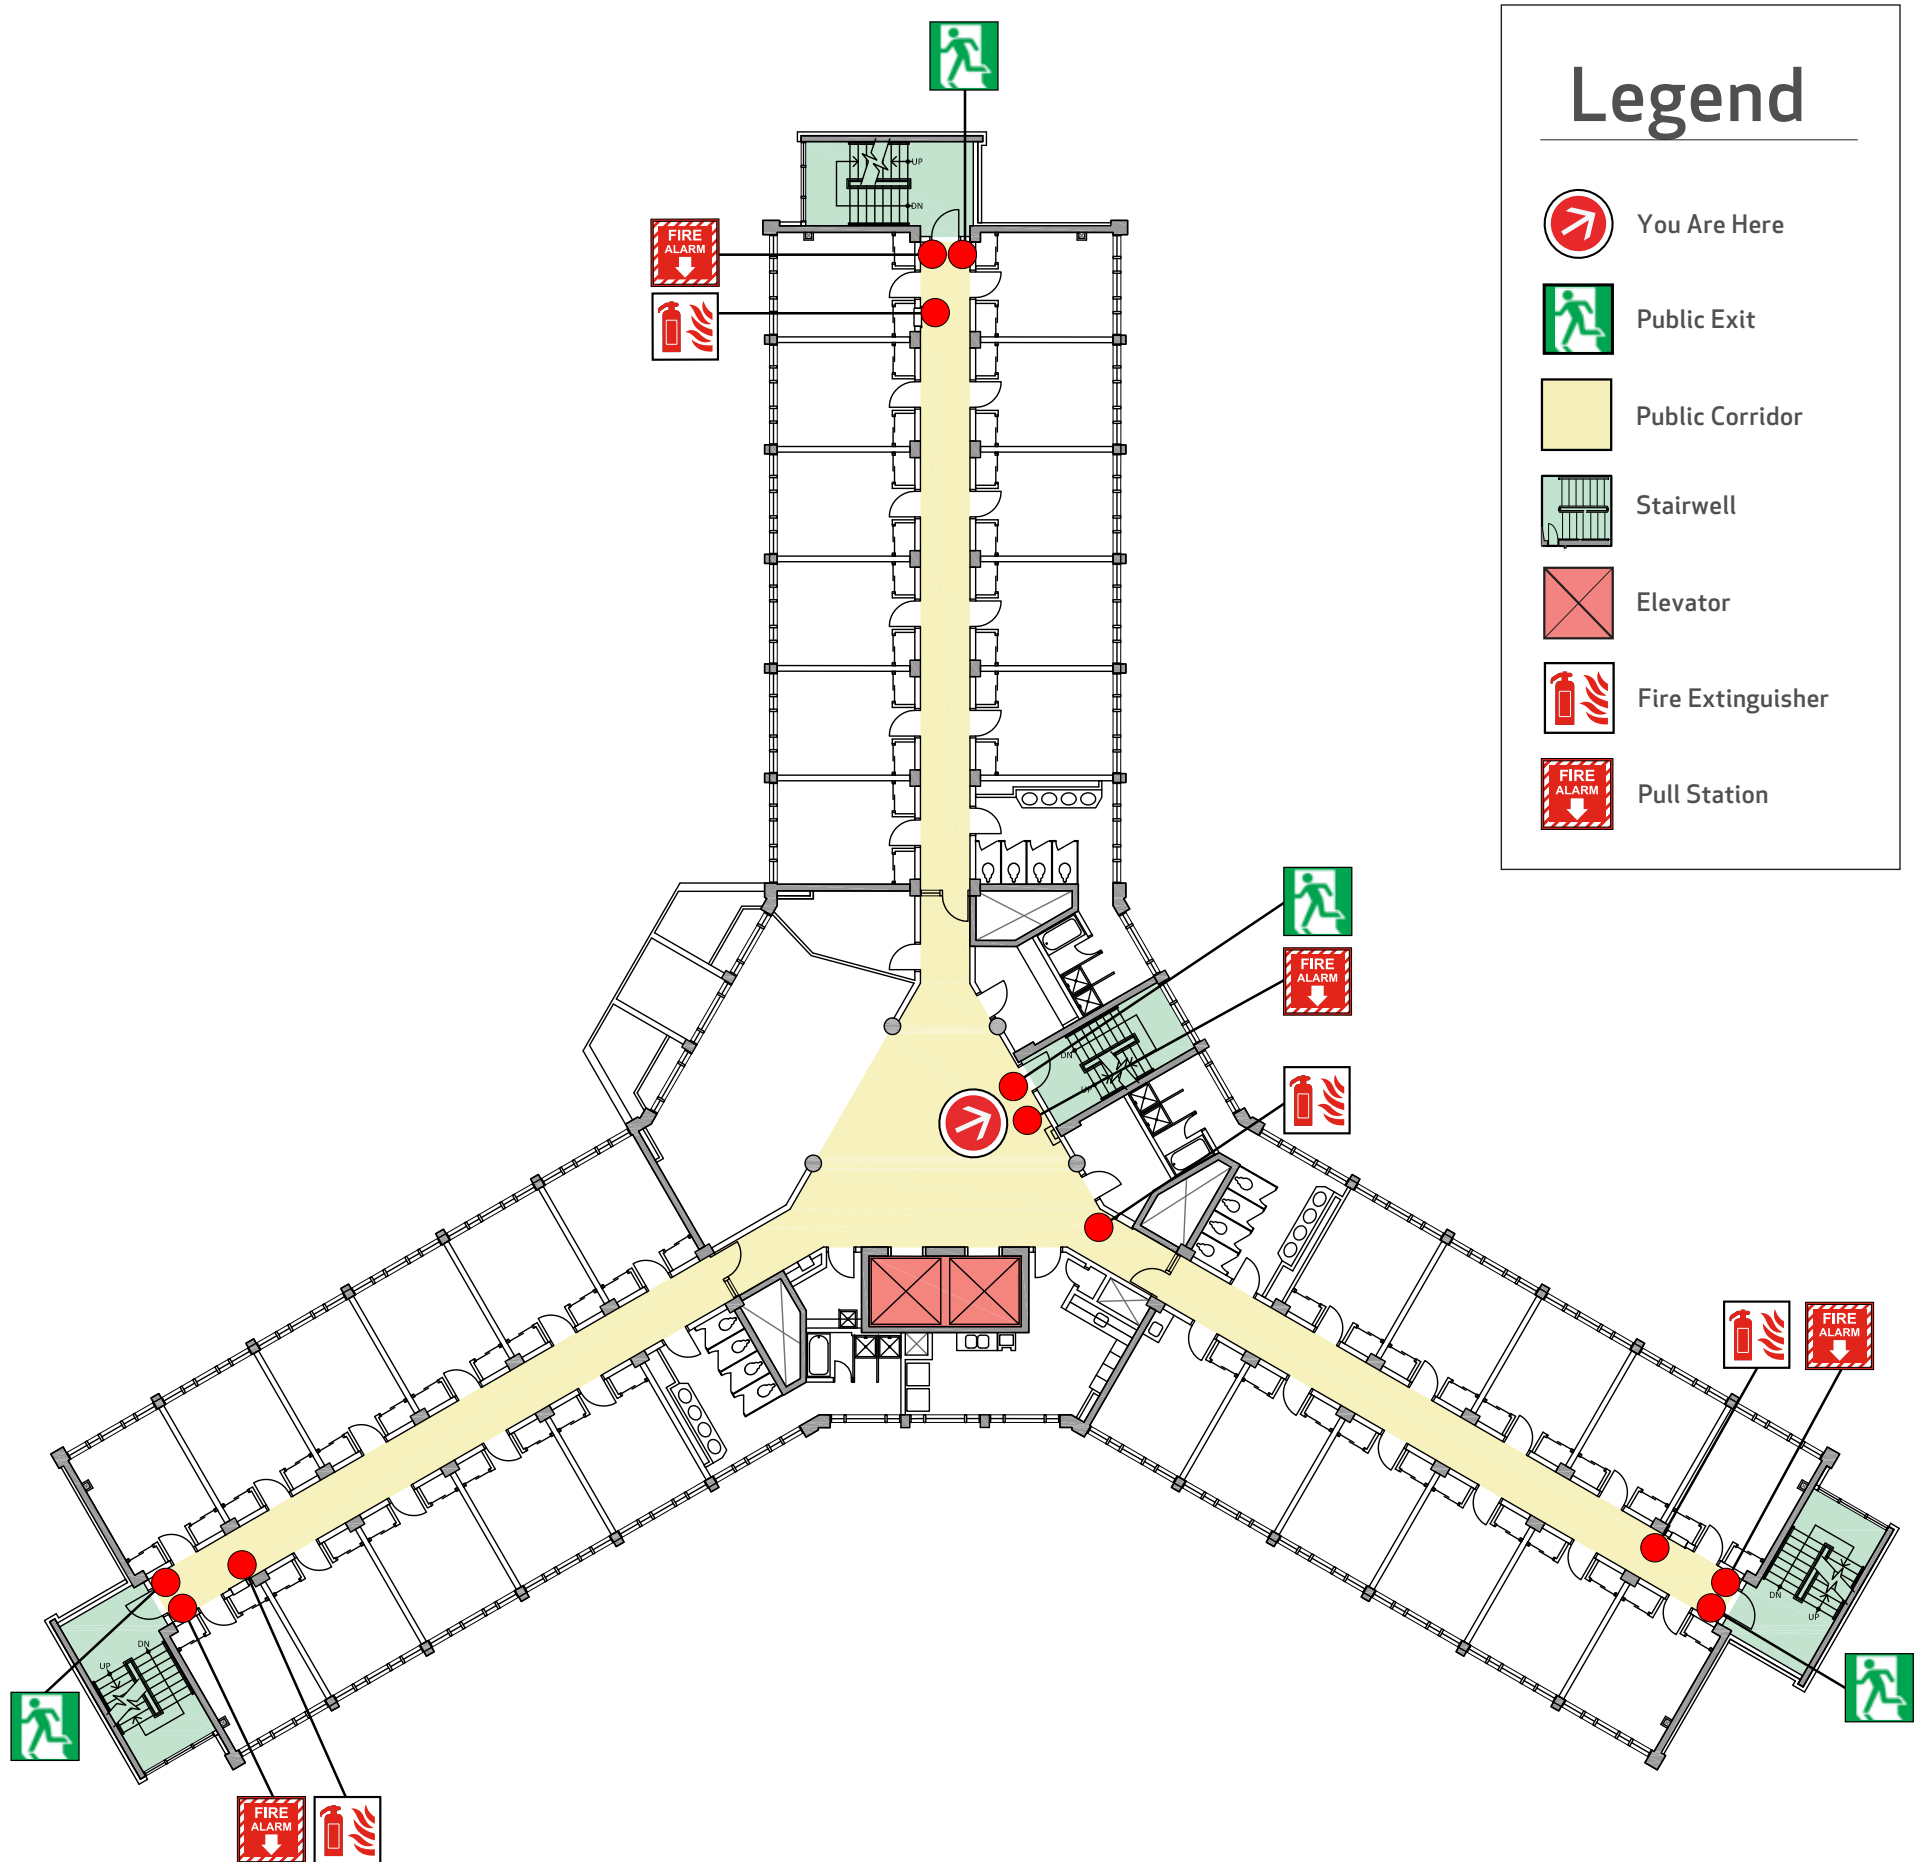 Legend
You Are Here
Public Exit
Public Corridor
Stairwell
Elevator
Fire Extinguisher
FIRE
ALARM
Pull Station
UP
DN
FIRE
ALARM
FIRE
ALARM
DN
UP
FIRE
ALARM
DN
UP
DN
UP
FIRE
ALARM